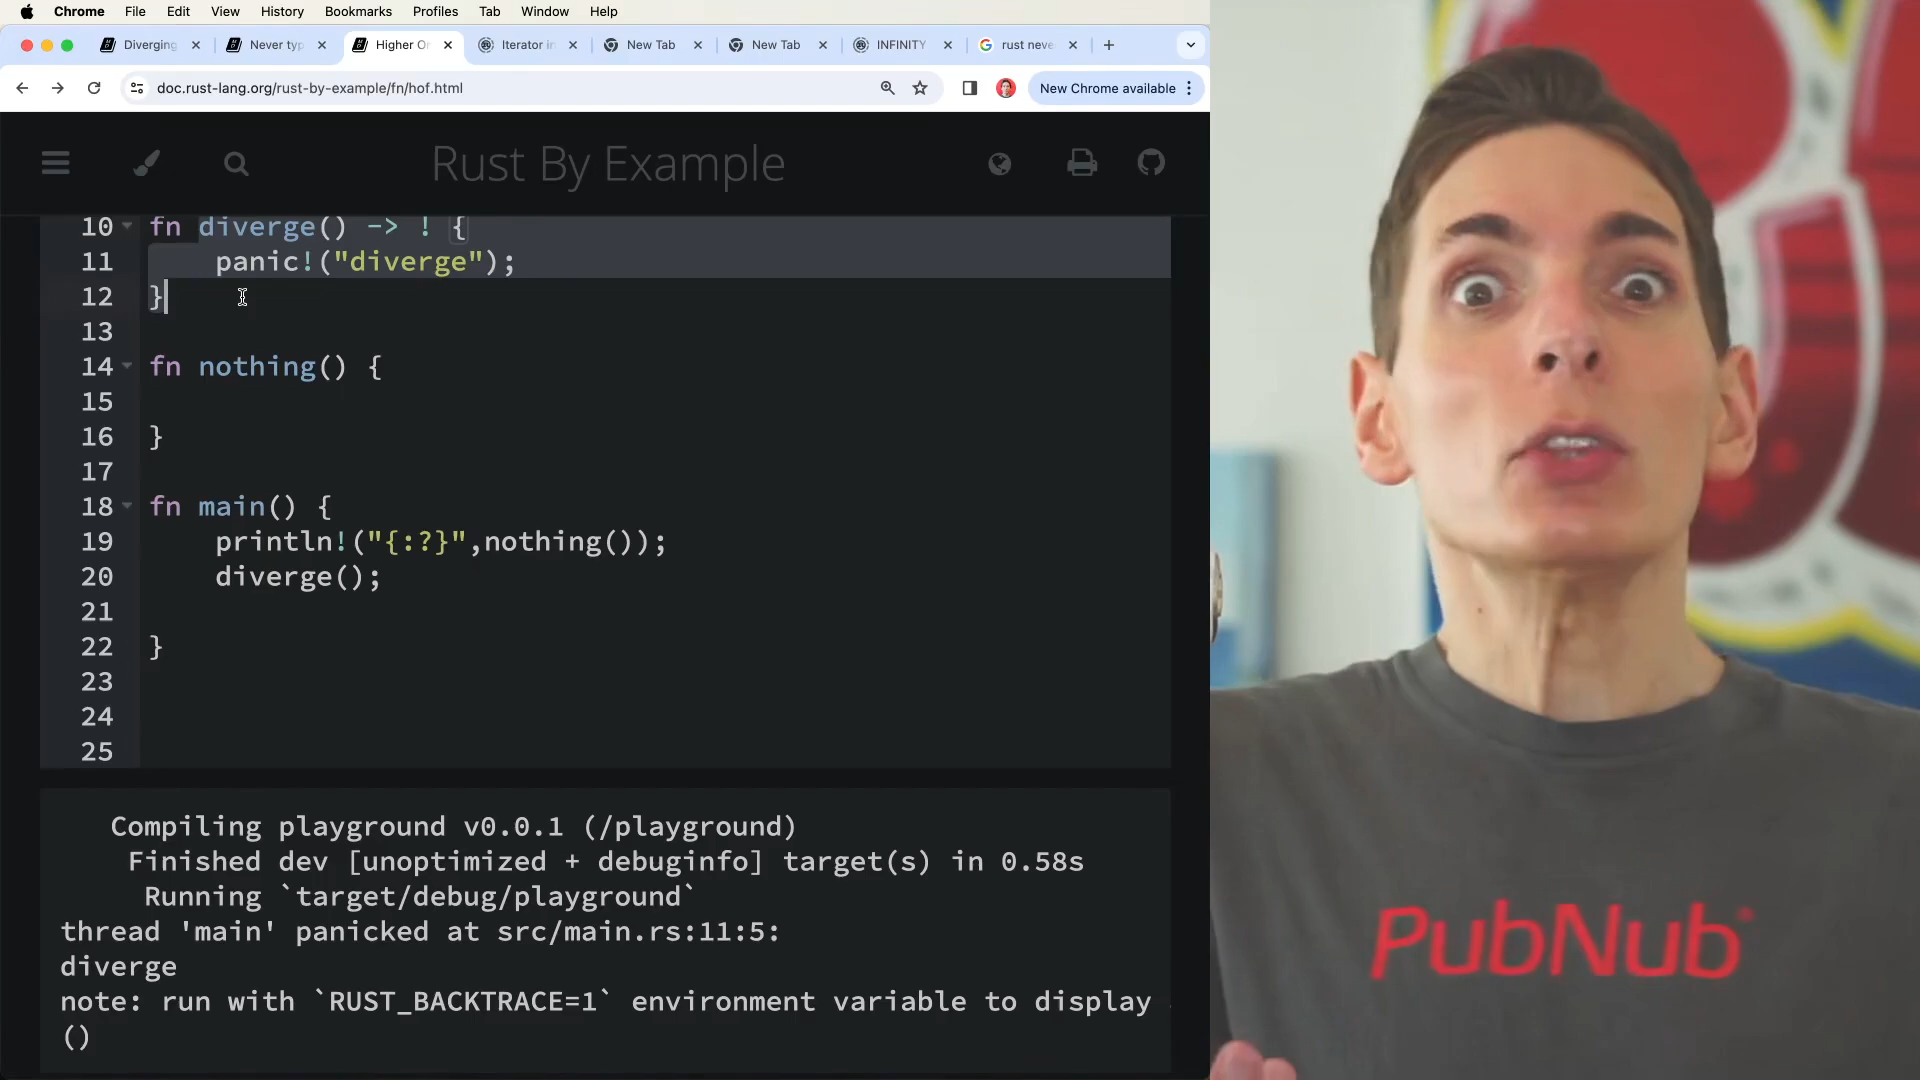 Chrome File Edit View History Bookmarks Profiles Tab Window Help
Diverging Never typ Higher Or Iterator in New Tab New Tab INFINITY rust neve
doc.rust-lang.org/rust-by-example/fn/hof.html New Chrome available
Rust By Example
10 fn diverge() -> ! {
11 panic!("diverge");
12 }
13
14 fn nothing() {
15
16 }
17
18 fn main() {
19 println!("{:?}",nothing());
20 diverge();
21
22 }
23
24
25
Compiling playground v0.0.1 (/playground)
Finished dev [unoptimized + debuginfo] target(s) in 0.58s
Running `target/debug/playground`
thread 'main' panicked at src/main.rs:11:5:
diverge
note: run with `RUST_BACKTRACE=1` environment variable to display
()
PubNub